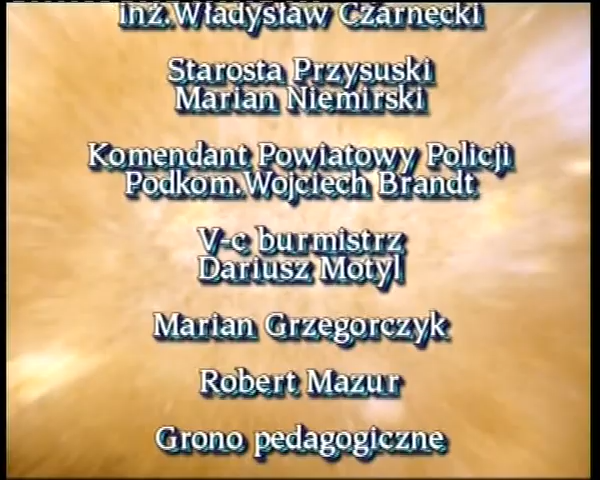 inż.Władysław Czarnecki
Starosta Przysuski
Marian Niemirski
Komendant Powiatowy Policji
Podkom.Wojciech Brandt
V-c burmistrz
Dariusz Motyl
Marian Grzegorczyk
Robert Mazur
Grono pedagogiczne